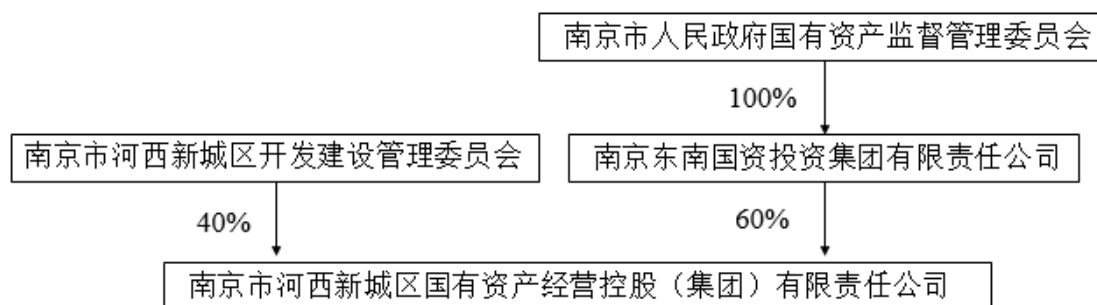 南京市人民政府国有资产监督管理委员会
100%
南京市河西新城区开发建设管理委员会
南京东南国资投资集团有限责任公司
40%
60%
南京市河西新城区国有资产经营控股（集团）有限责任公司